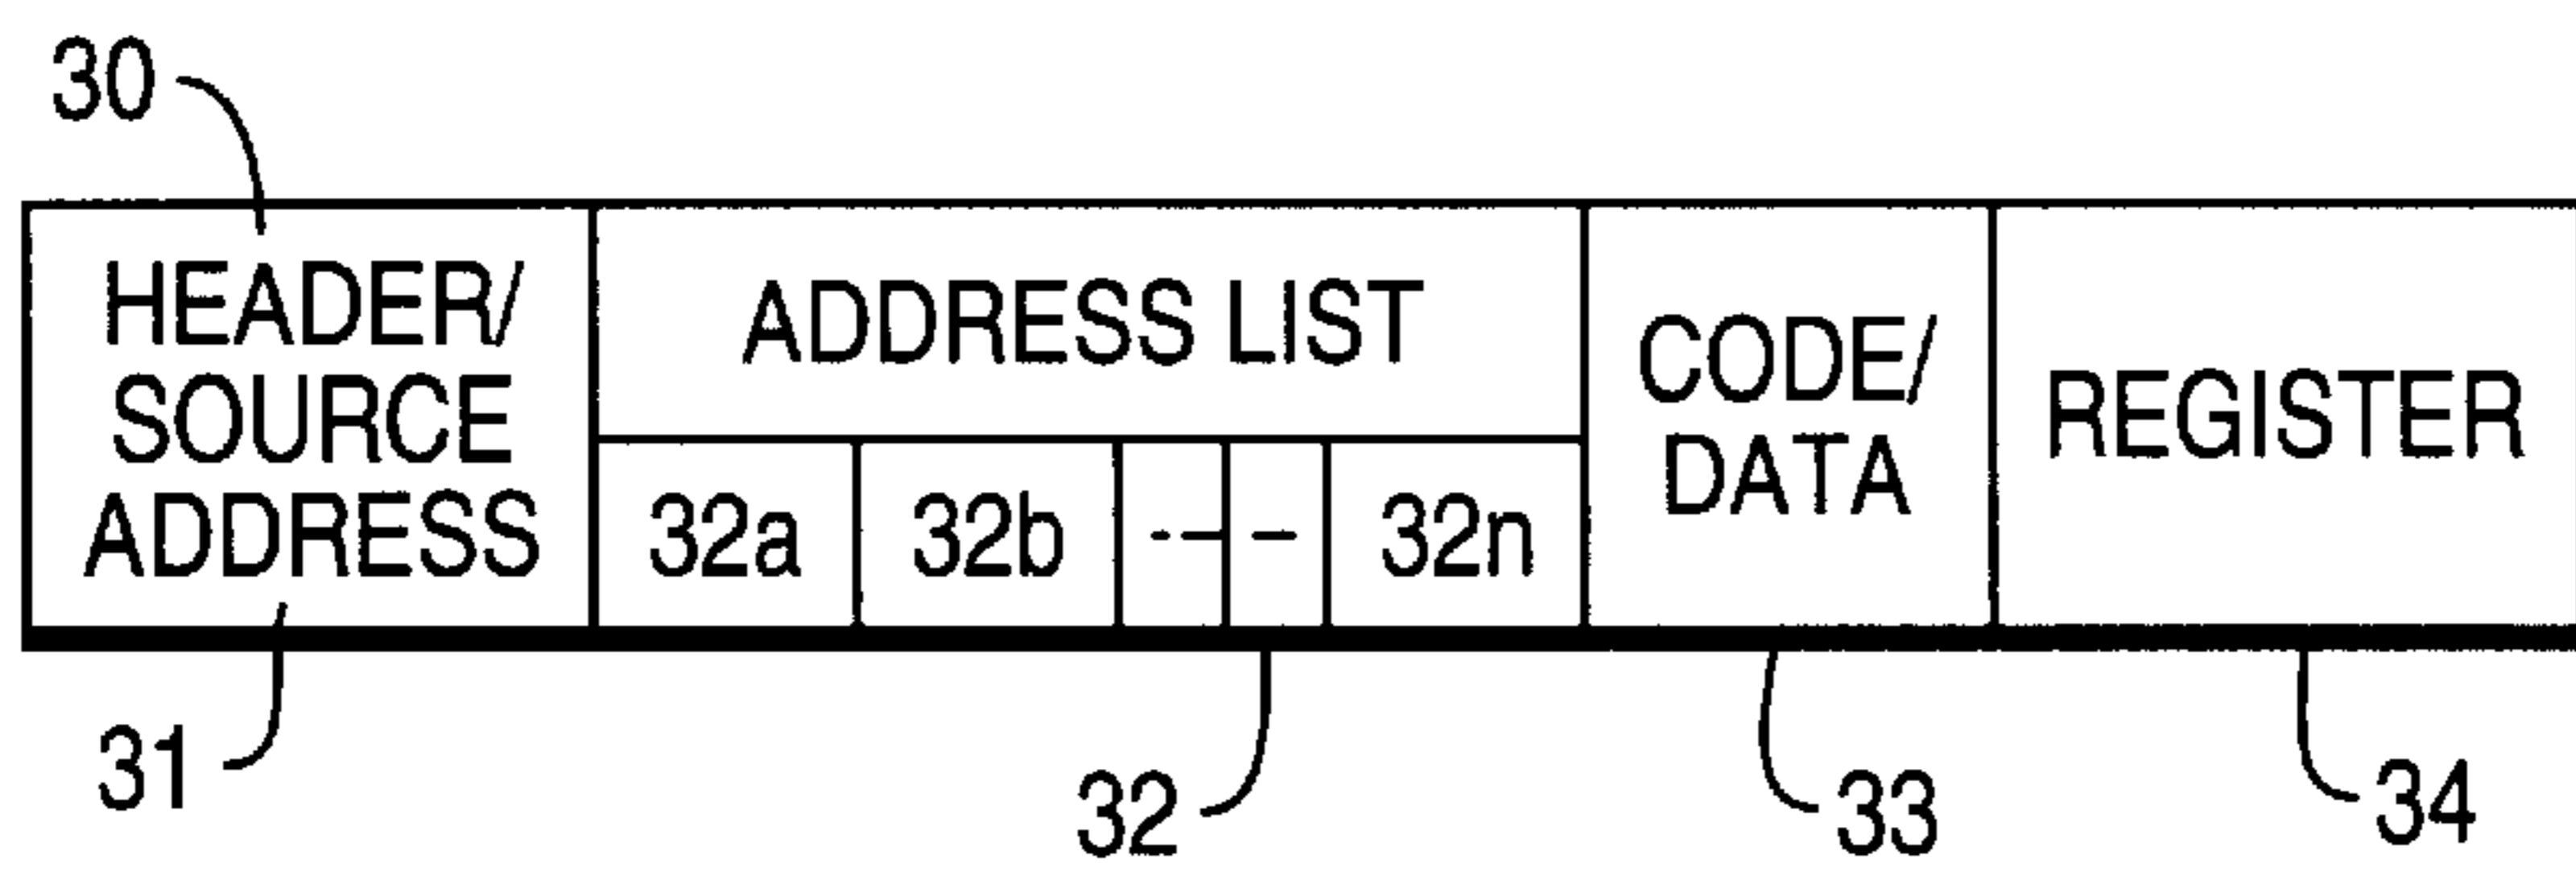 30
HEADER/
SOURCE
ADDRESS
ADDRESS LIST
32a 32b - - - 32n
CODE/
DATA
REGISTER
31
32
33
34